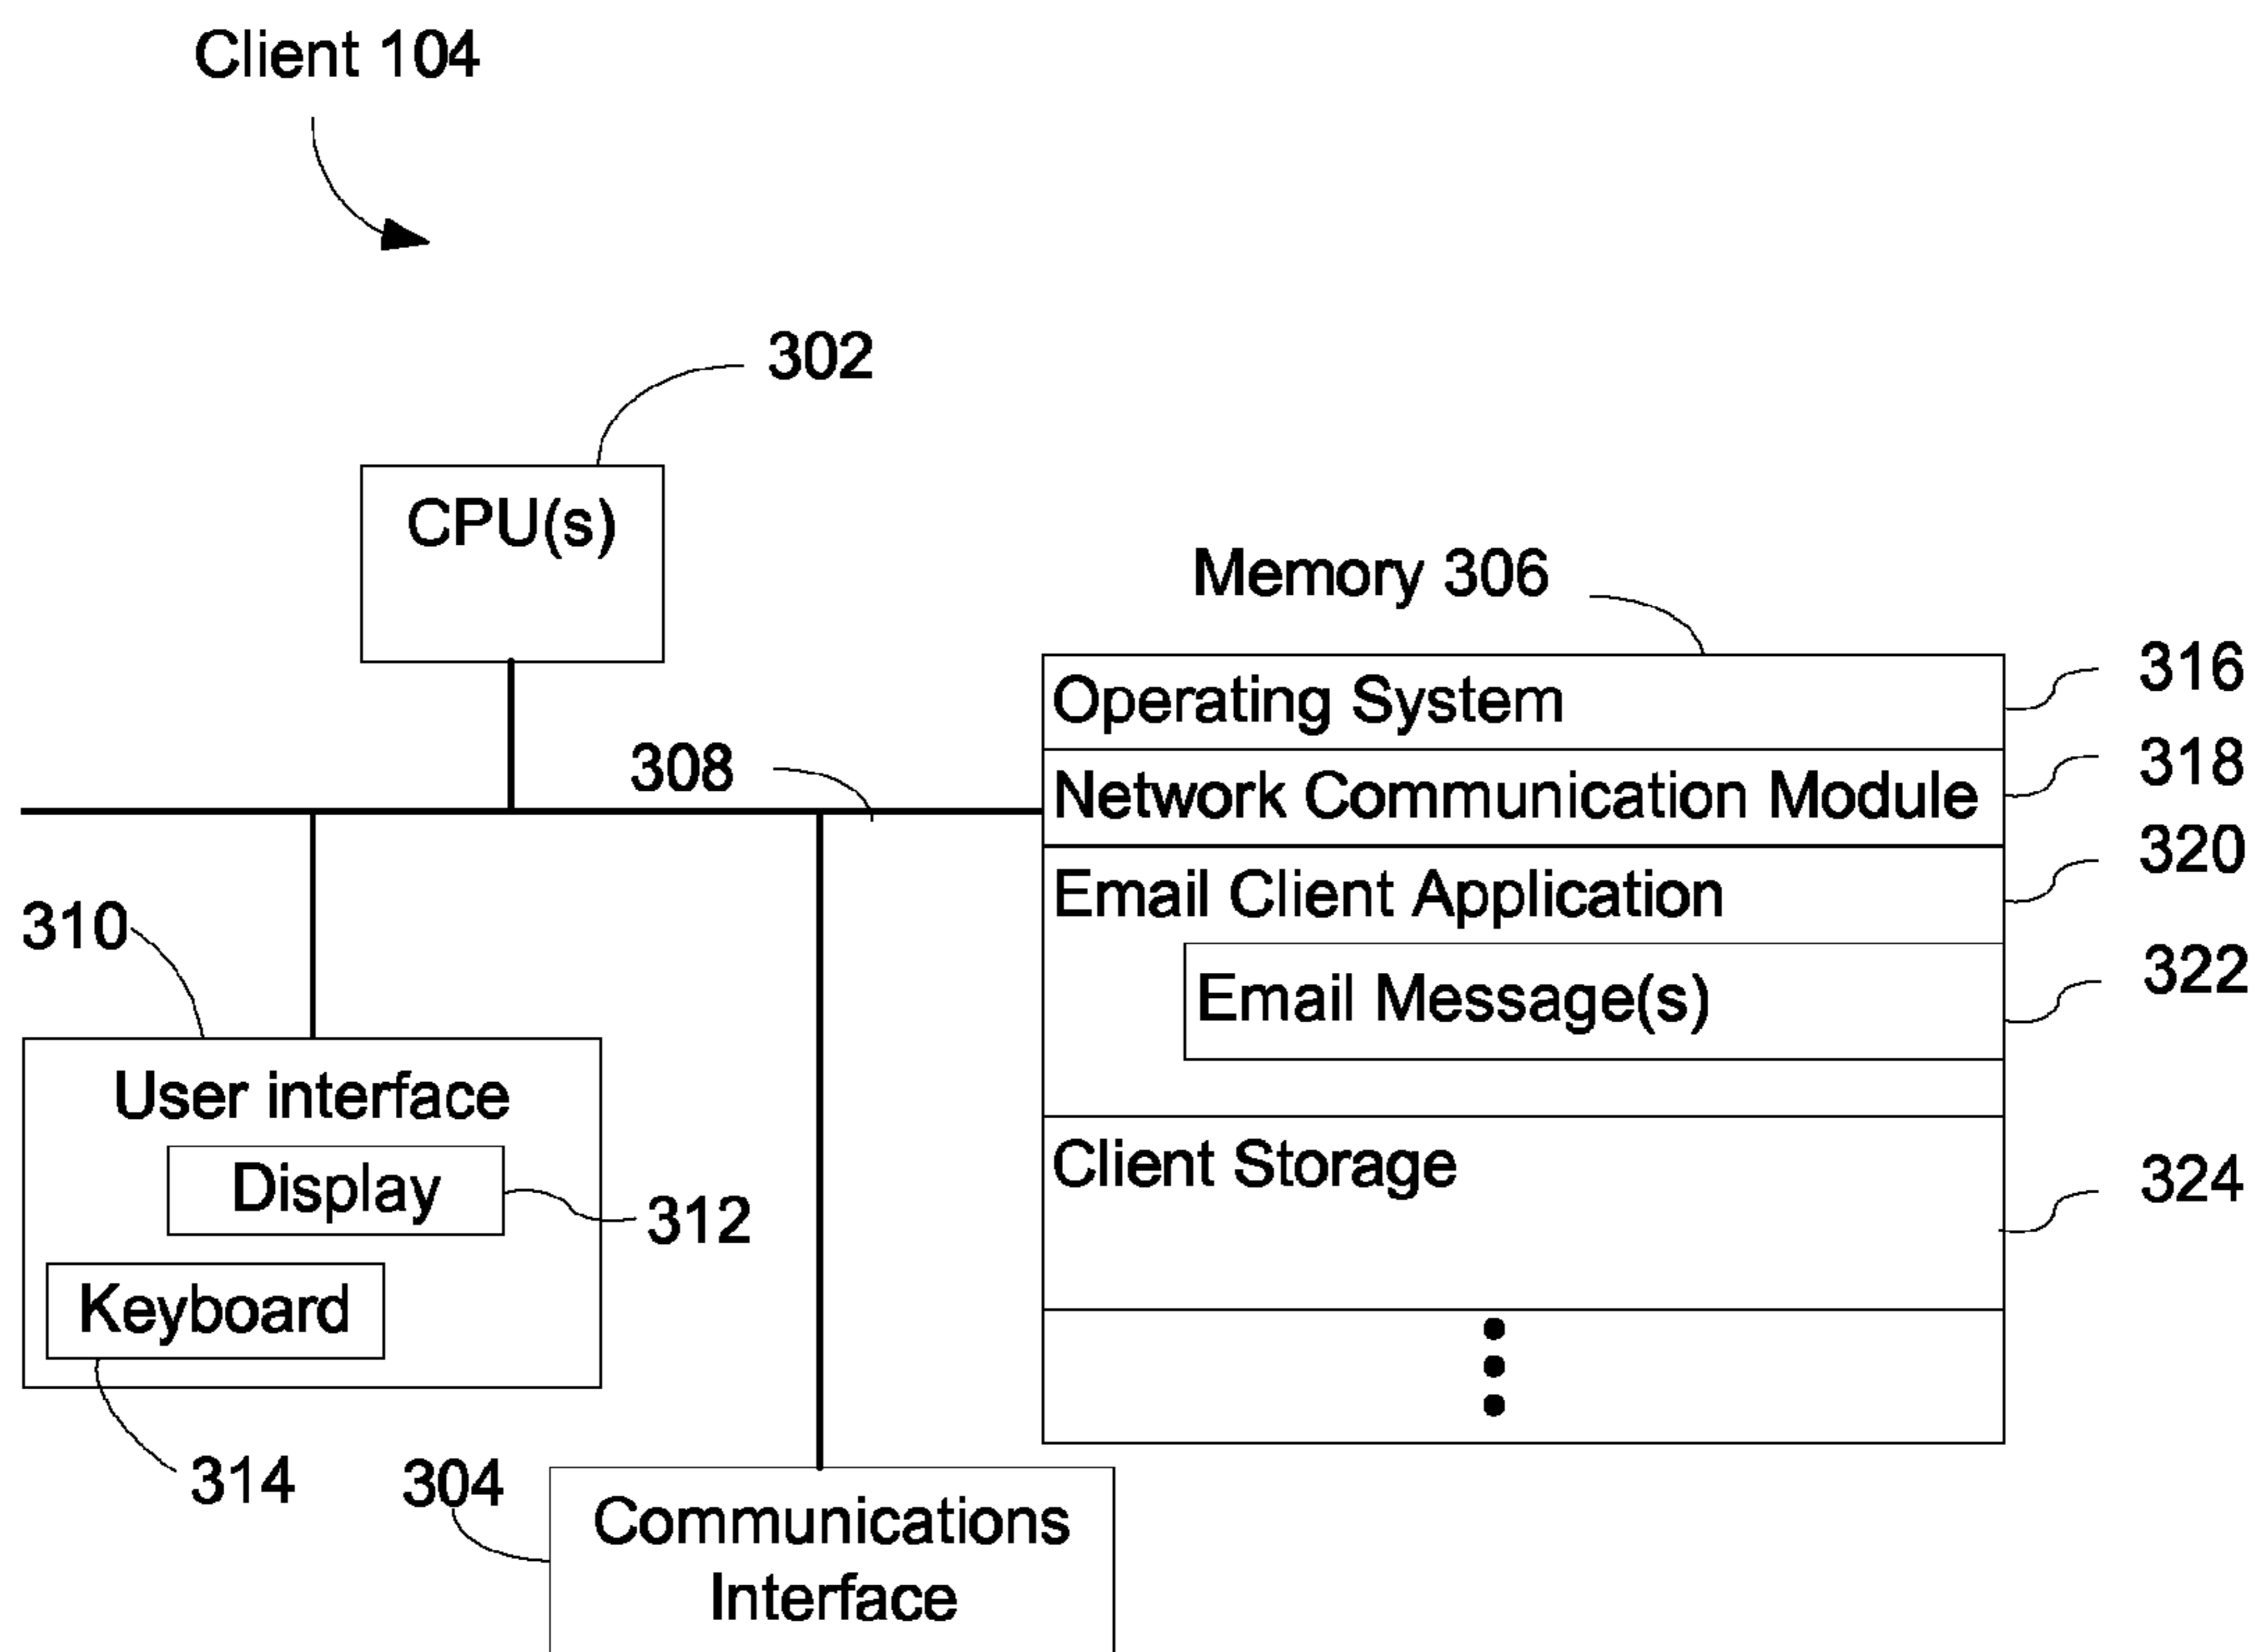 Client 104
302
CPU(s)
Memory 306
316
Operating System
308
318
Network Communication Module
320
Email Client Application
310
322
Email Message(s)
User interface
Client Storage
324
Display
312
Keyboard
314
304
Communications
Interface